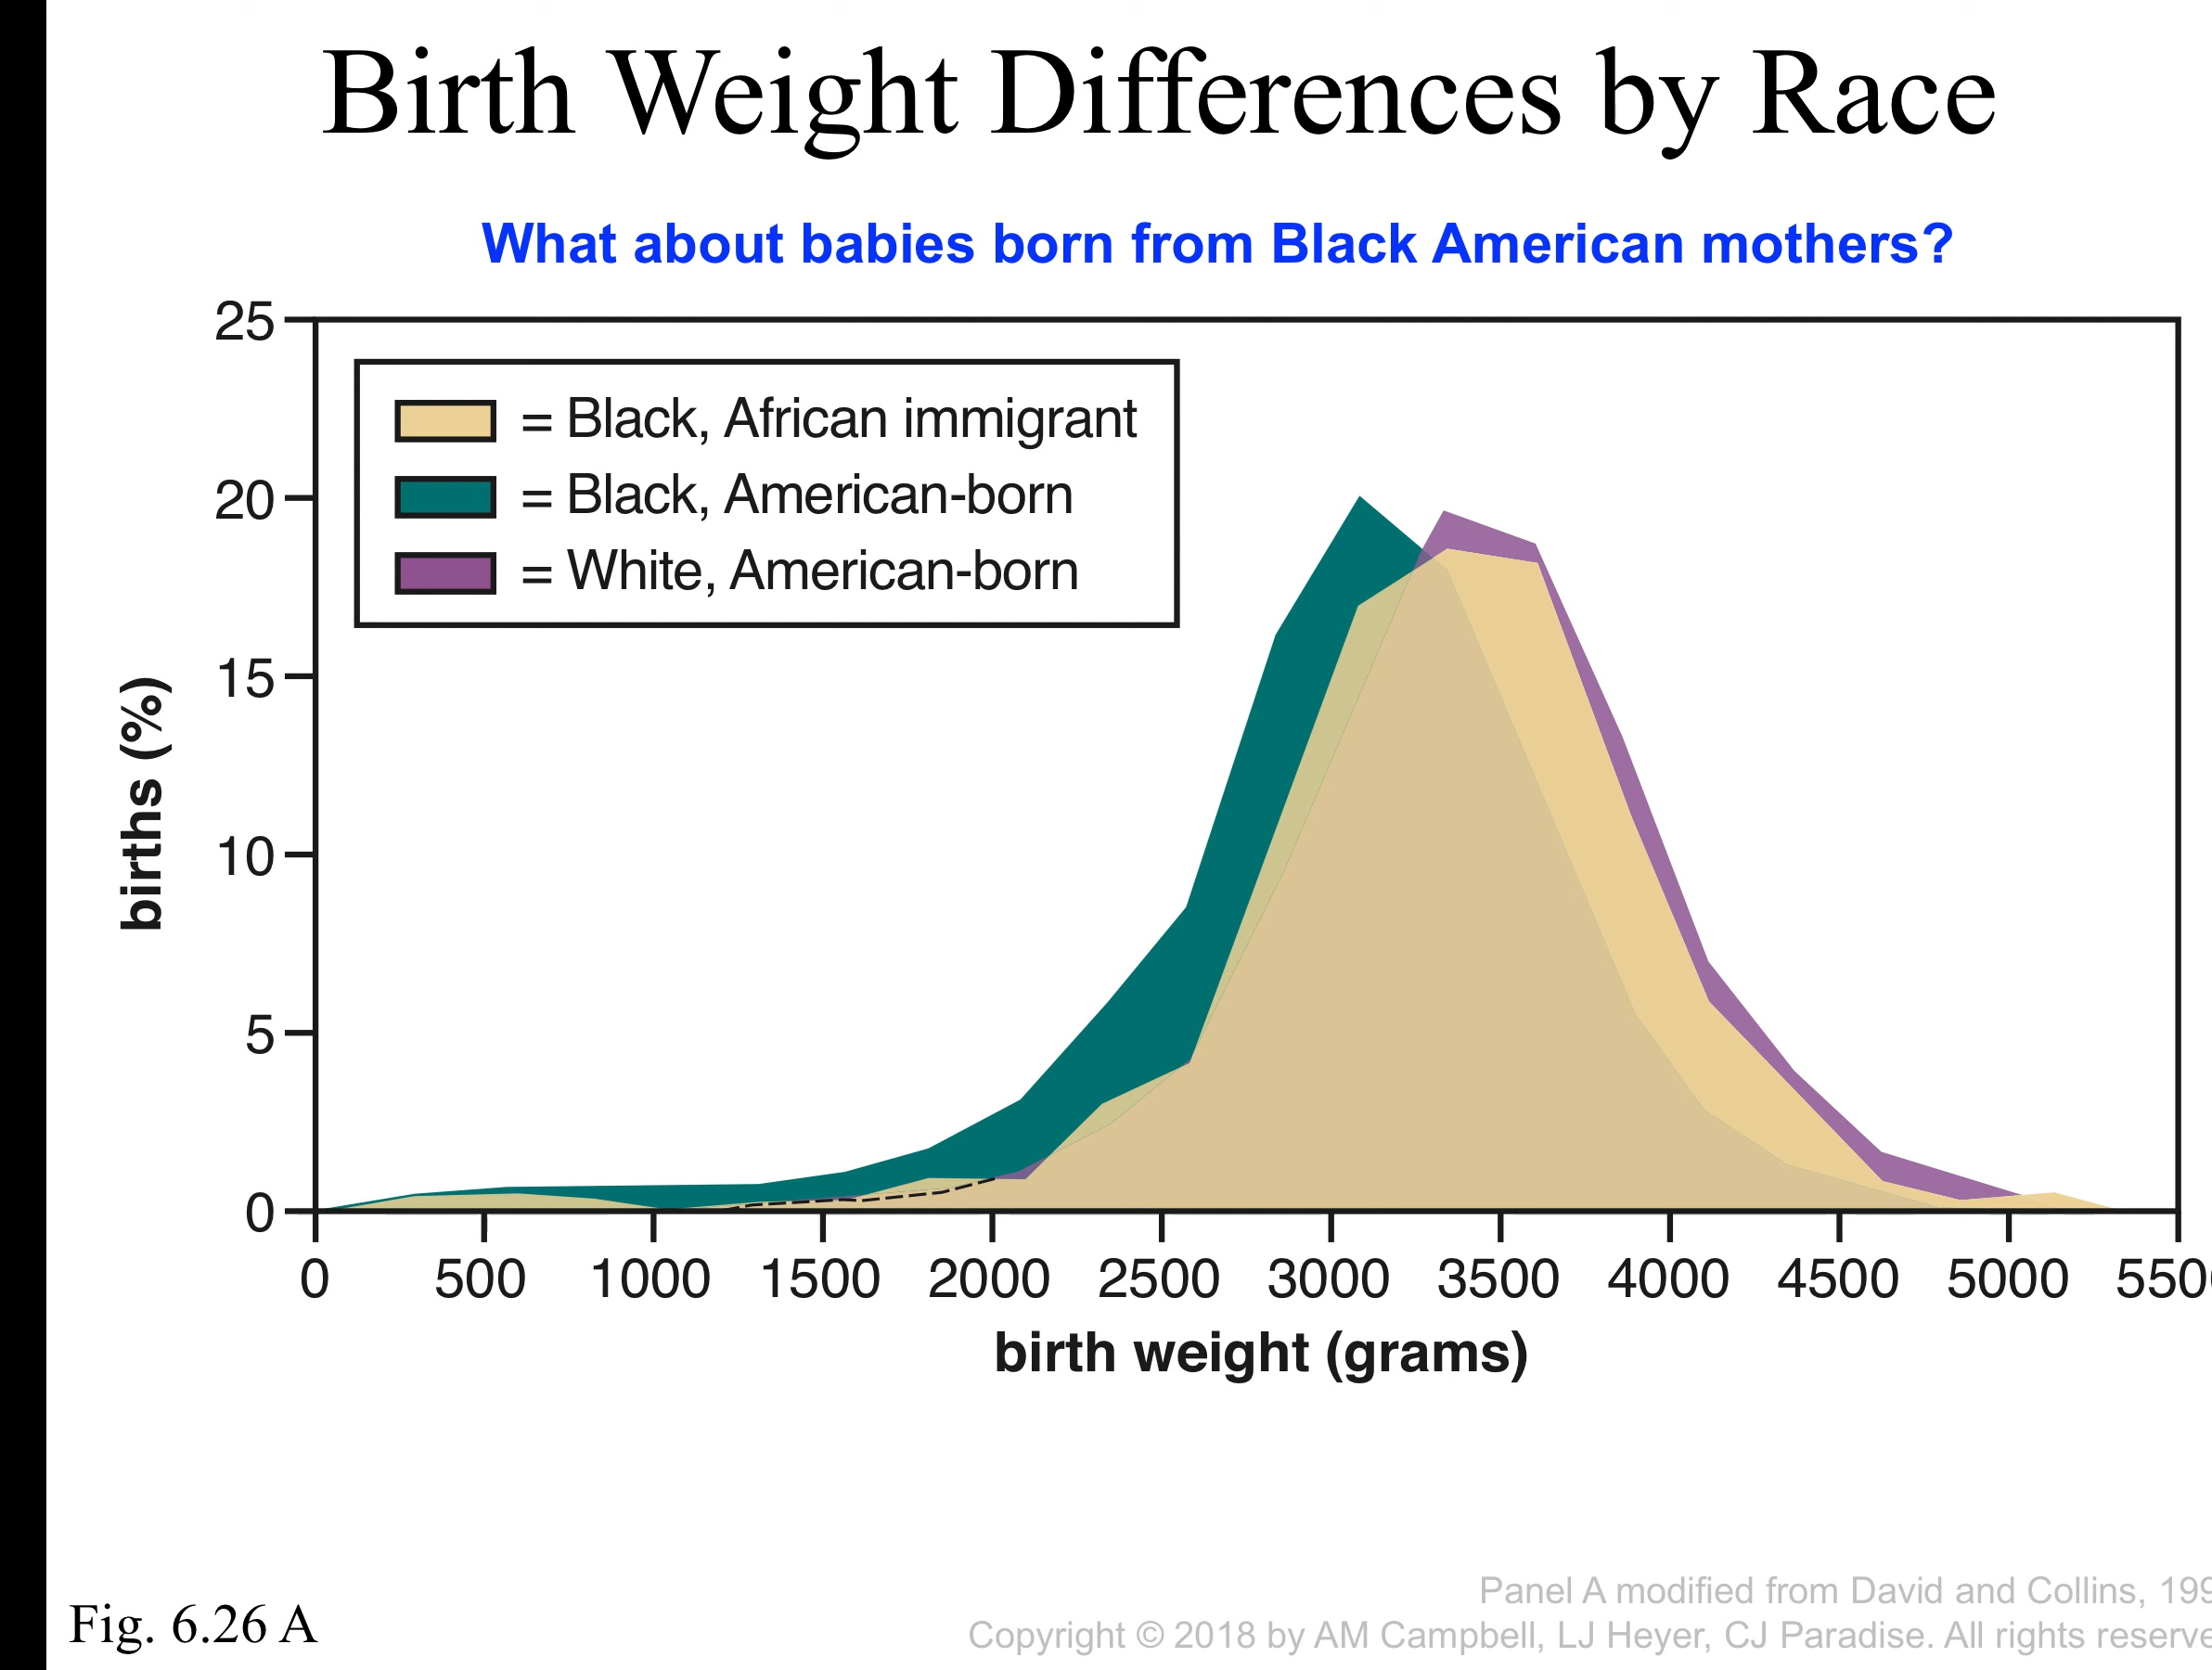 Birth Weight Differences by Race
What about babies born from Black American mothers?
25
= Black, African immigrant
20
= Black, American-born
= White, American-born
15
births (%)
10
5
0
0 500 1000 1500 2000 2500 3000 3500 4000 4500 5000 550
birth weight (grams)
Panel A modified from David and Collins, 199
Fig. 6.26 A
Copyright © 2018 by AM Campbell, LJ Heyer, CJ Paradise. All rights reserve